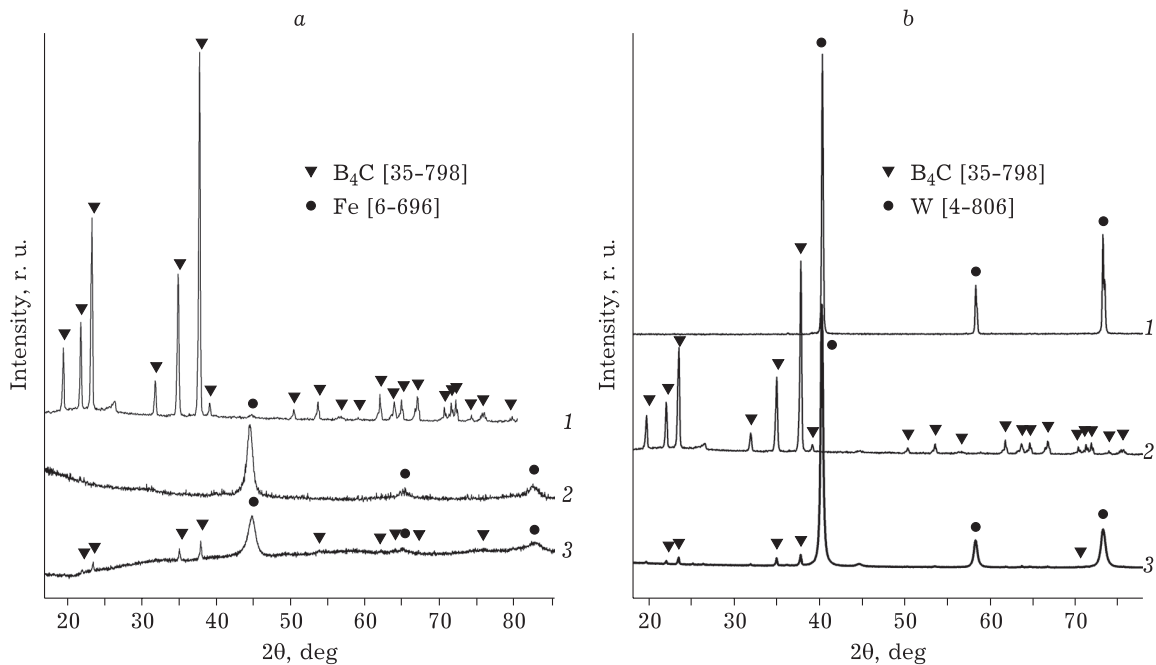 a
Intensity, r. u.
▼ B₄C [35-798]
● Fe [6-696]
1
2
3
20 30 40 50 60 70 80
2θ, deg
b
Intensity, r. u.
▼ B₄C [35-798]
● W [4-806]
1
2
3
20 30 40 50 60 70
2θ, deg